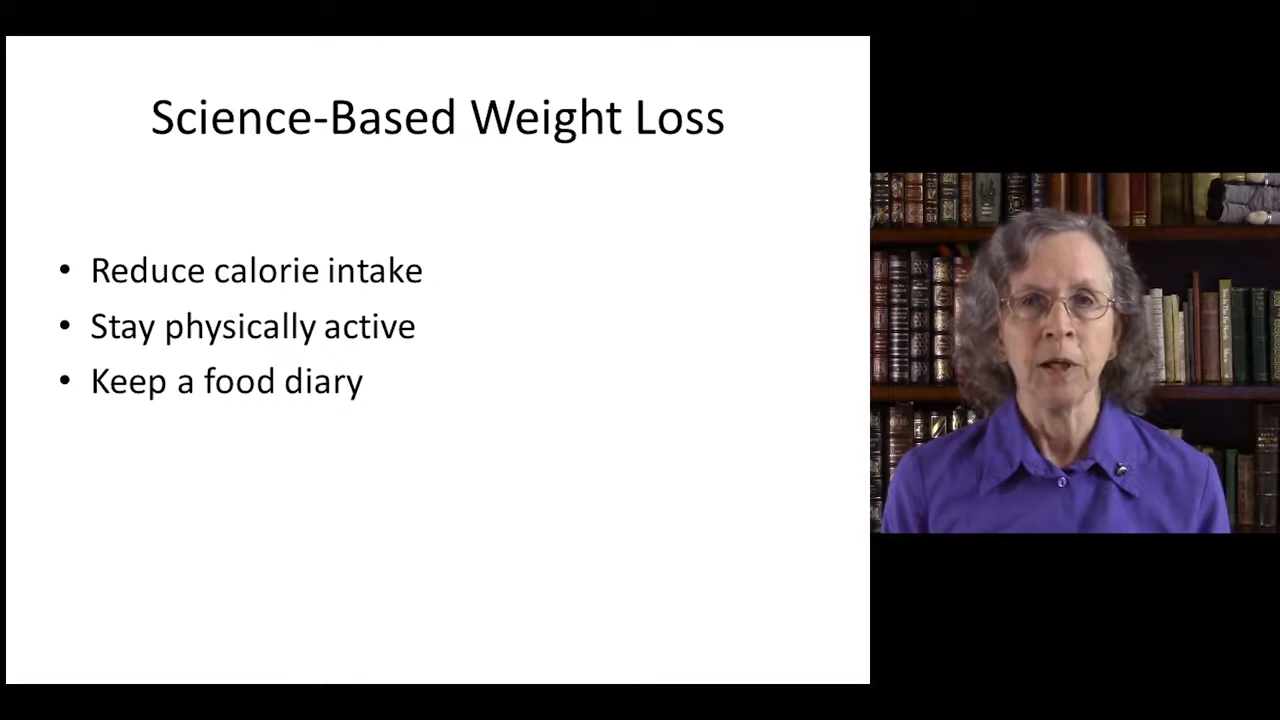 Science-Based Weight Loss
• Reduce calorie intake
• Stay physically active
• Keep a food diary